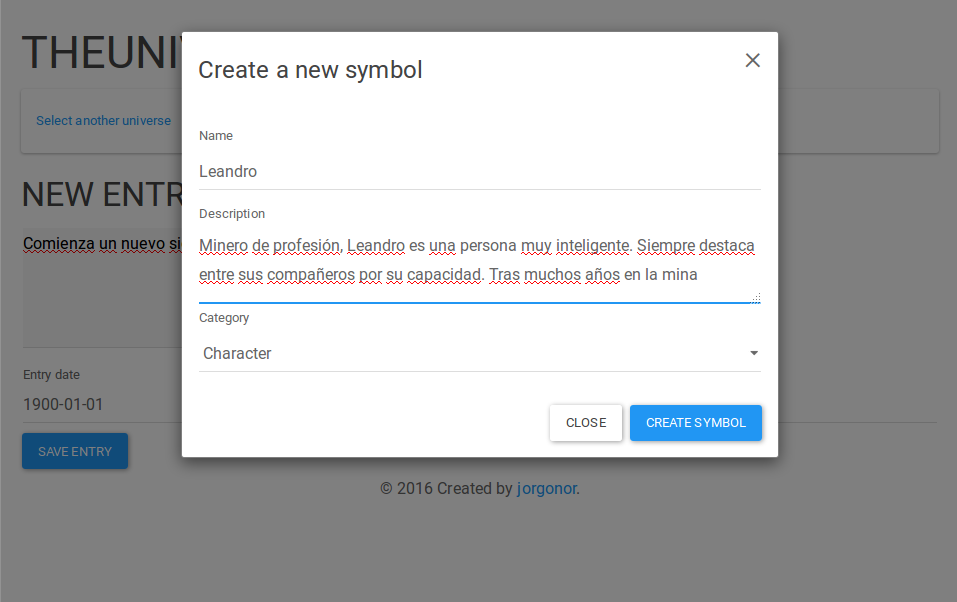 THEUNI
Select another universe
NEW ENTR
Comienza un nuevo si
Entry date
1900-01-01
SAVE ENTRY
Create a new symbol
Name
Leandro
Description
Minero de profesión, Leandro es una persona muy inteligente. Siempre destaca
entre sus compañeros por su capacidad. Tras muchos años en la mina
Category
Character
CLOSE
CREATE SYMBOL
© 2016 Created by jorgonor.